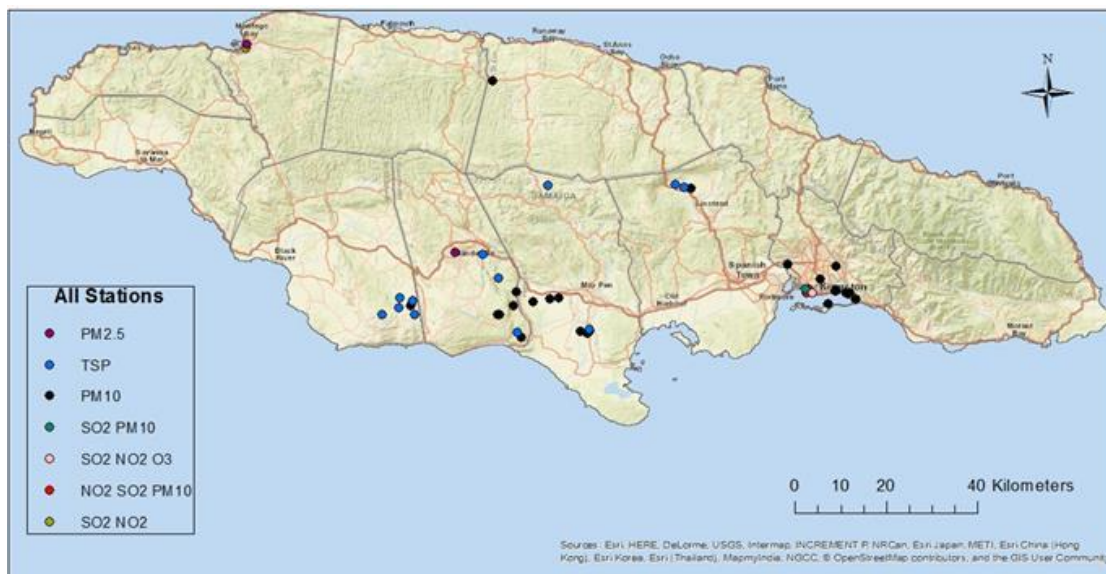 Montego
Bay
Falmouth
Runaway
Bay
St Anns
Bay
Ocho
Port
Maria
N
Negril
Savanna
la Mar
JAMAICA
Linstead
Port
Antonio
Black
River
Spanish
Town
May Pen
Old
Harbour
Portmore
Kingston
Morant
Bay
All Stations
PM2.5
TSP
PM10
SO2 PM10
SO2 NO2 O3
NO2 SO2 PM10
SO2 NO2
0 10 20 40 Kilometers
Sources: Esri, HERE, DeLorme, USGS, Intermap, INCREMENT P, NRCan, Esri Japan, METI, Esri China (Hong
Kong), Esri Korea, Esri (Thailand), MapmyIndia, NGCC, © OpenStreetMap contributors, and the GIS User Community